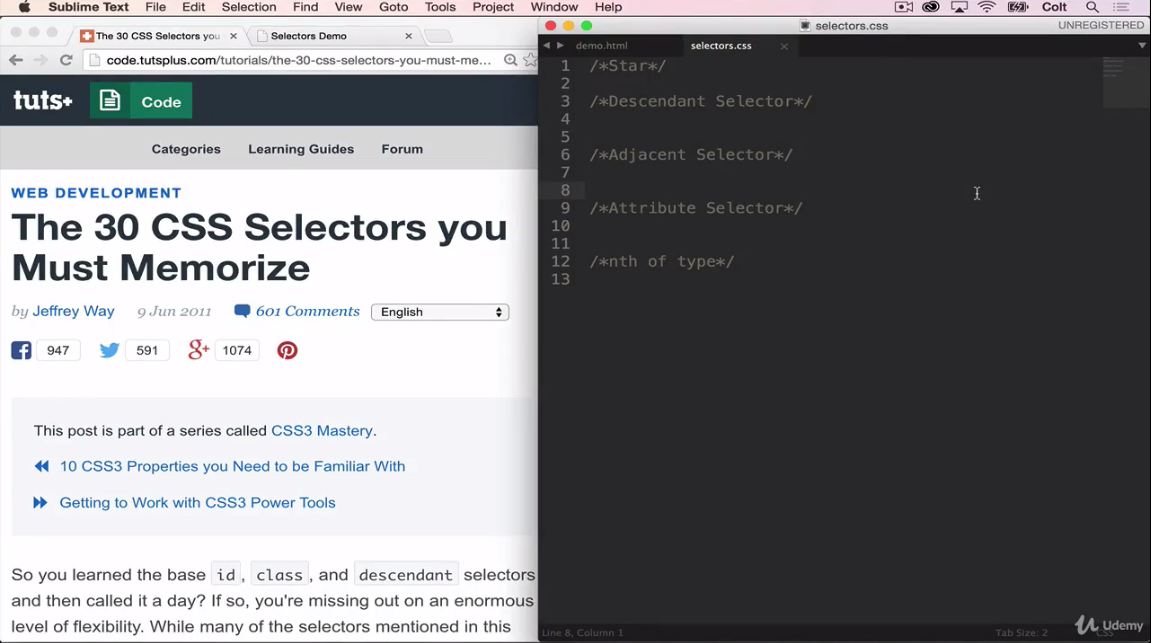 Sublime Text File Edit Selection Find View Goto Tools Project Window Help Colt
The 30 CSS Selectors you
Selectors Demo
code.tutsplus.com/tutorials/the-30-css-selectors-you-must-me...
tuts+ Code
Categories Learning Guides Forum
WEB DEVELOPMENT
The 30 CSS Selectors you
Must Memorize
by Jeffrey Way 9 Jun 2011 601 Comments English
947 591 g+ 1074
This post is part of a series called CSS3 Mastery.
10 CSS3 Properties you Need to be Familiar With
Getting to Work with CSS3 Power Tools
So you learned the base id, class, and descendant selectors
and then called it a day? If so, you're missing out on an enormous
level of flexibility. While many of the selectors mentioned in this
selectors.css UNREGISTERED
demo.html selectors.css
1 /*Star*/
2
3 /*Descendant Selector*/
4
5
6 /*Adjacent Selector*/
7
8
9 /*Attribute Selector*/
10
11
12 /*nth of type*/
13
Line 8, Column 1 Tab Size: 2 CSS
Udemy